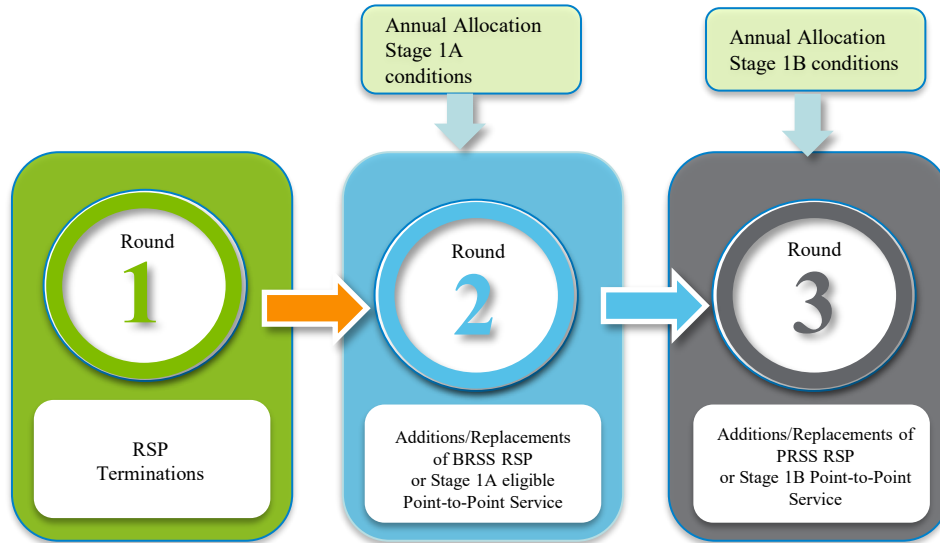 Annual Allocation
Stage 1A
conditions
Annual Allocation
Stage 1B conditions
Round
1
RSP
Terminations
Round
2
Additions/Replacements
of BRSS RSP
or Stage 1A eligible
Point-to-Point Service
Round
3
Additions/Replacements of
PRSS RSP
or Stage 1B Point-to-Point
Service